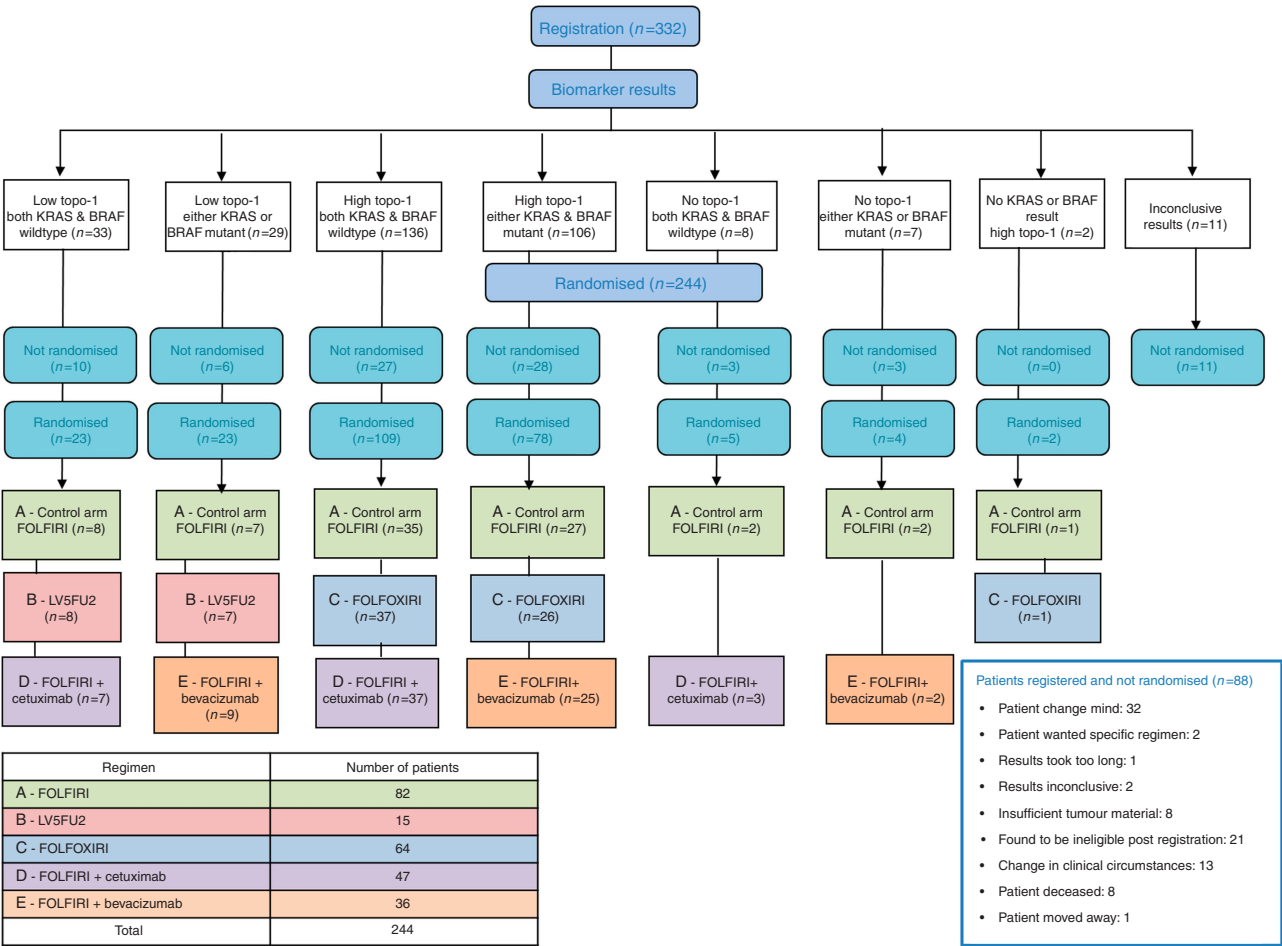 Registration (n=332)
Biomarker results
Low topo-1
both KRAS & BRAF
wildtype (n=33)
Low topo-1
either KRAS or
BRAF mutant (n=29)
High topo-1
both KRAS & BRAF
wildtype (n=136)
High topo-1
either KRAS & BRAF
mutant (n=106)
No topo-1
both KRAS & BRAF
wildtype (n=8)
No topo-1
either KRAS or BRAF
mutant (n=7)
No KRAS or BRAF
result
high topo-1 (n=2)
Inconclusive
results (n=11)
Randomised (n=244)
Not randomised
(n=10)
Not randomised
(n=6)
Not randomised
(n=27)
Not randomised
(n=28)
Not randomised
(n=3)
Not randomised
(n=3)
Not randomised
(n=0)
Not randomised
(n=11)
Randomised
(n=23)
Randomised
(n=23)
Randomised
(n=109)
Randomised
(n=78)
Randomised
(n=5)
Randomised
(n=4)
Randomised
(n=2)
A - Control arm
FOLFIRI (n=8)
A - Control arm
FOLFIRI (n=7)
A - Control arm
FOLFIRI (n=35)
A - Control arm
FOLFIRI (n=27)
A - Control arm
FOLFIRI (n=2)
A - Control arm
FOLFIRI (n=2)
A - Control arm
FOLFIRI (n=1)
B - LV5FU2
(n=8)
B - LV5FU2
(n=7)
C - FOLFOXIRI
(n=37)
C - FOLFOXIRI
(n=26)
C - FOLFOXIRI
(n=1)
D - FOLFIRI +
cetuximab (n=7)
E - FOLFIRI +
bevacizumab
(n=9)
D - FOLFIRI +
cetuximab (n=37)
E - FOLFIRI+
bevacizumab (n=25)
D - FOLFIRI+
cetuximab (n=3)
E - FOLFIRI+
bevacizumab (n=2)
Patients registered and not randomised (n=88)
• Patient change mind: 32
• Patient wanted specific regimen: 2
• Results took too long: 1
• Results inconclusive: 2
• Insufficient tumour material: 8
• Found to be ineligible post registration: 21
• Change in clinical circumstances: 13
• Patient deceased: 8
• Patient moved away: 1
Regimen Number of patients
A - FOLFIRI 82
B - LV5FU2 15
C - FOLFOXIRI 64
D - FOLFIRI + cetuximab 47
E - FOLFIRI + bevacizumab 36
Total 244